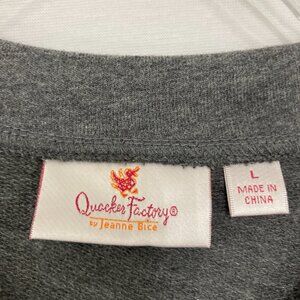 Quacker Factory®
by Jeanne Bice
L
MADE IN
CHINA